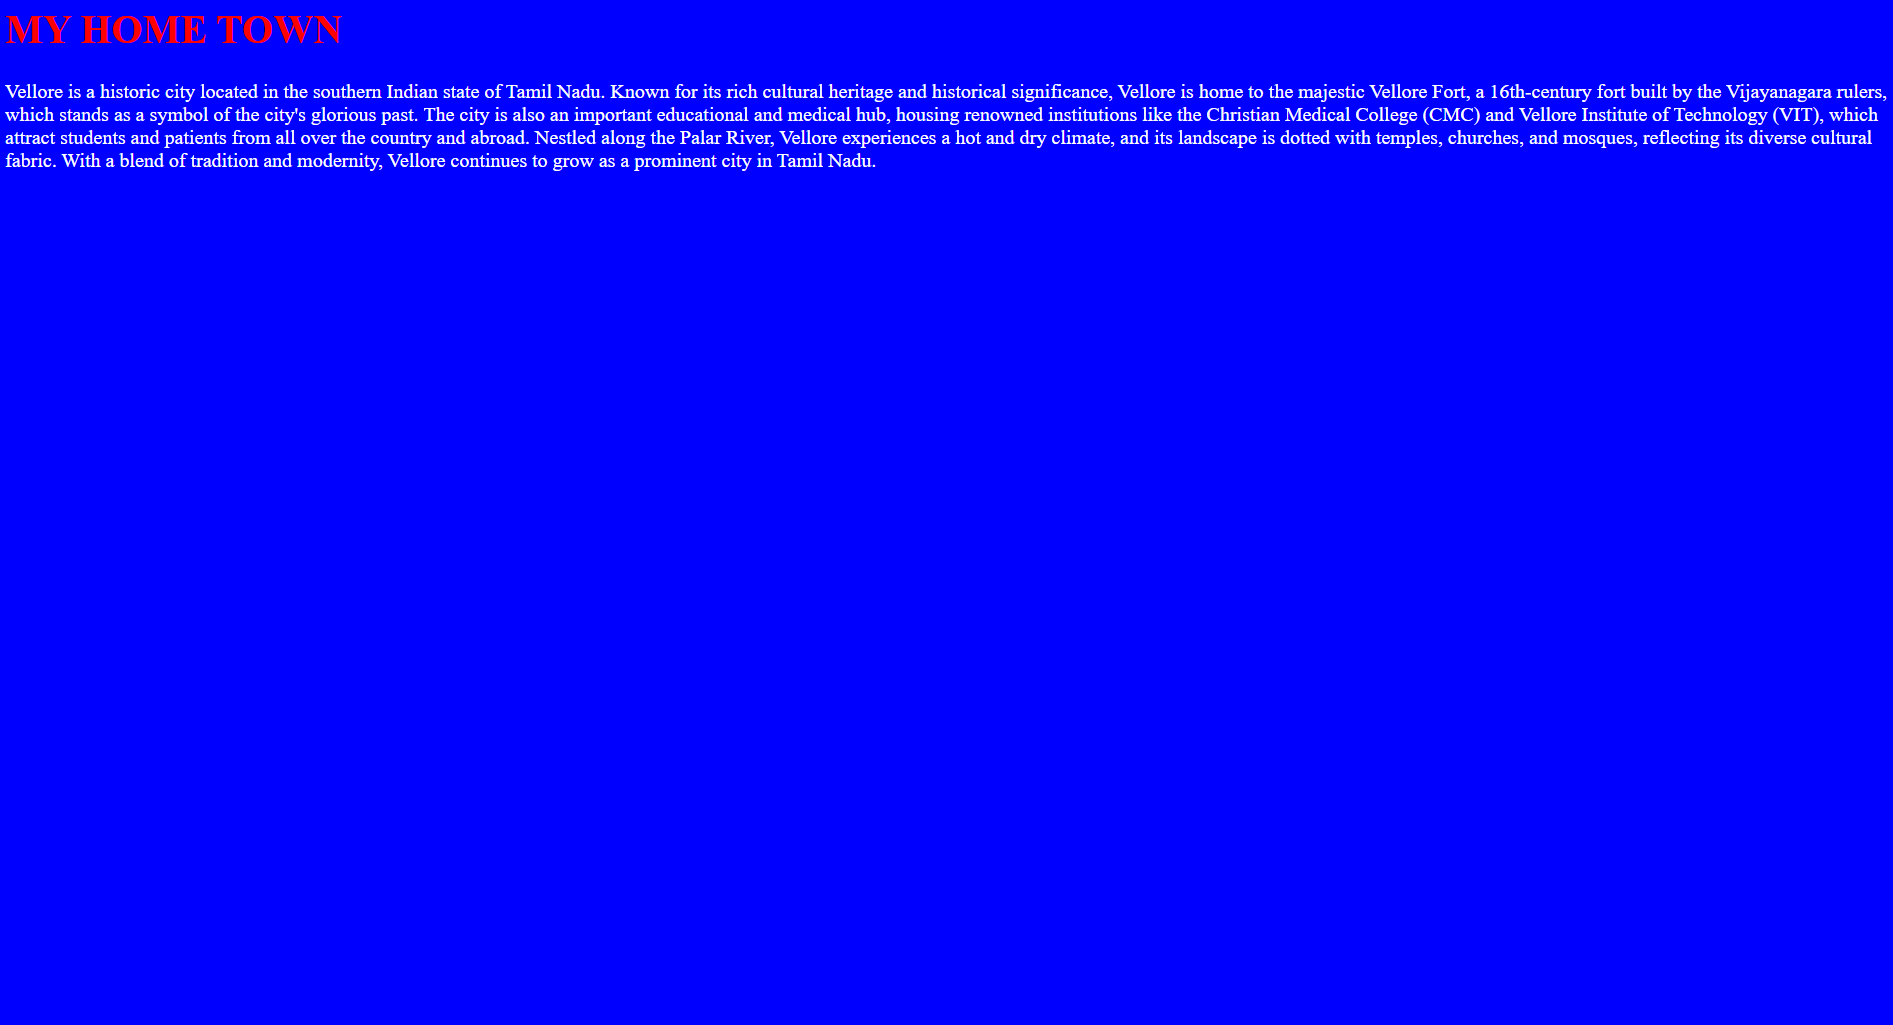 MY HOME TOWN
Vellore is a historic city located in the southern Indian state of Tamil Nadu. Known for its rich cultural heritage and historical significance, Vellore is home to the majestic Vellore Fort, a 16th-century fort built by the Vijayanagara rulers,
which stands as a symbol of the city's glorious past. The city is also an important educational and medical hub, housing renowned institutions like the Christian Medical College (CMC) and Vellore Institute of Technology (VIT), which
attract students and patients from all over the country and abroad. Nestled along the Palar River, Vellore experiences a hot and dry climate, and its landscape is dotted with temples, churches, and mosques, reflecting its diverse cultural
fabric. With a blend of tradition and modernity, Vellore continues to grow as a prominent city in Tamil Nadu.